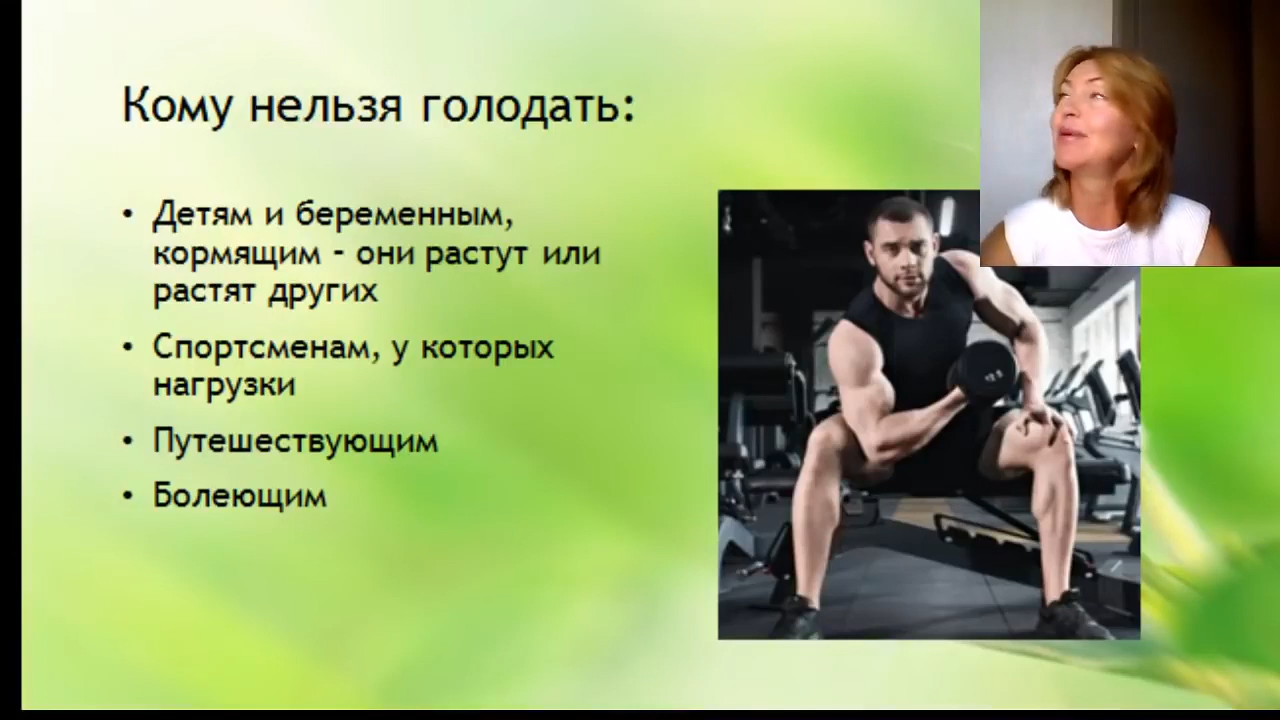 Кому нельзя голодать:
• Детям и беременным,
кормящим - они растут или
растят других
• Спортсменам, у которых
нагрузки
• Путешествующим
• Болеющим